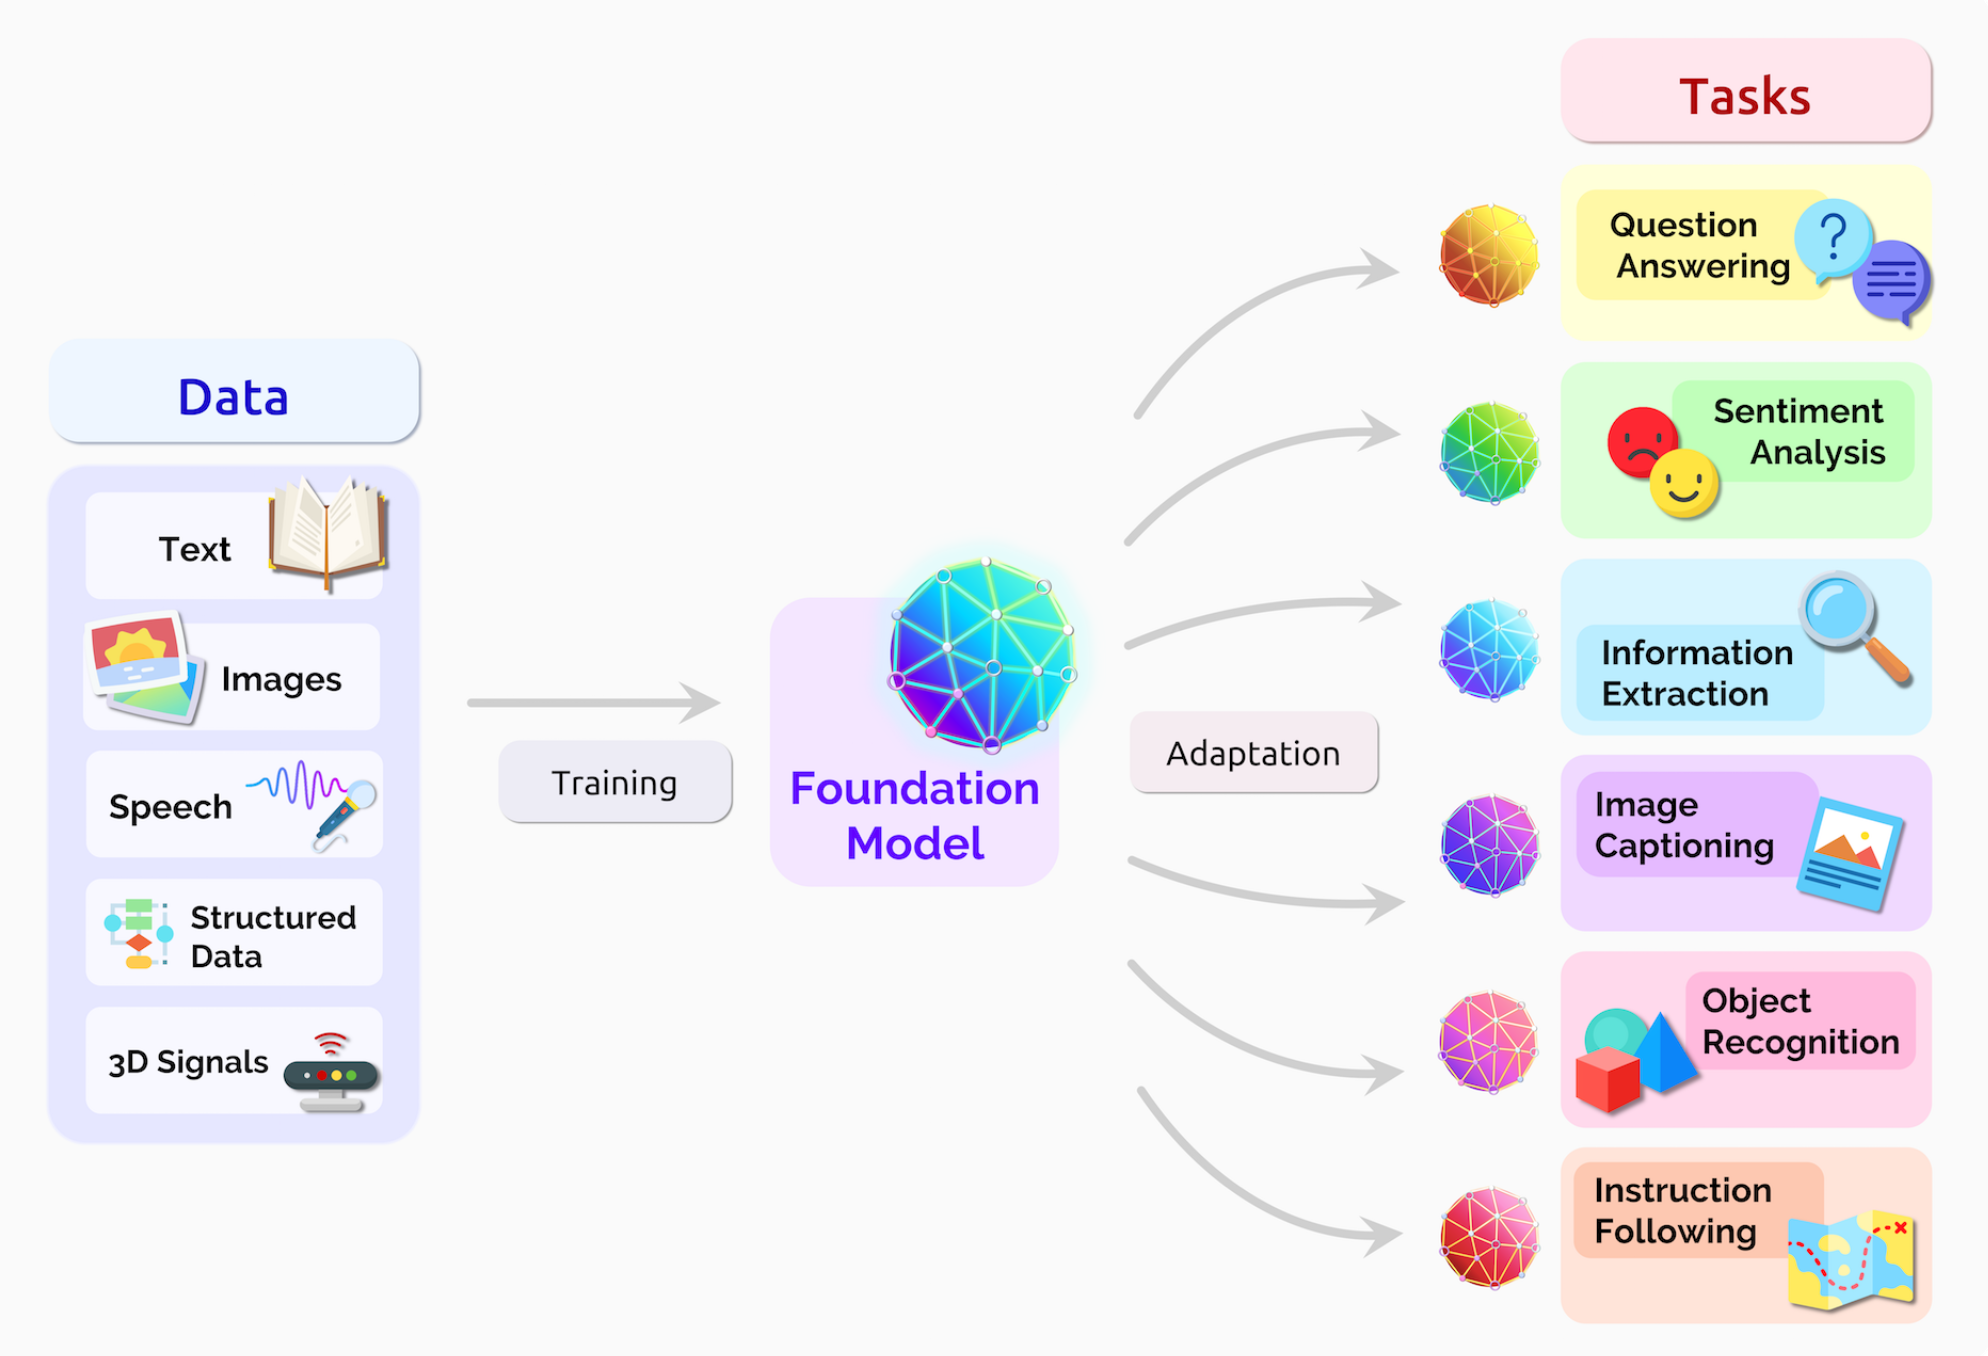 Data
Text
Images
Speech
Structured
Data
3D Signals
Training
Foundation
Model
Adaptation
Tasks
Question
Answering
?
Sentiment
Analysis
Information
Extraction
Image
Captioning
Object
Recognition
Instruction
Following